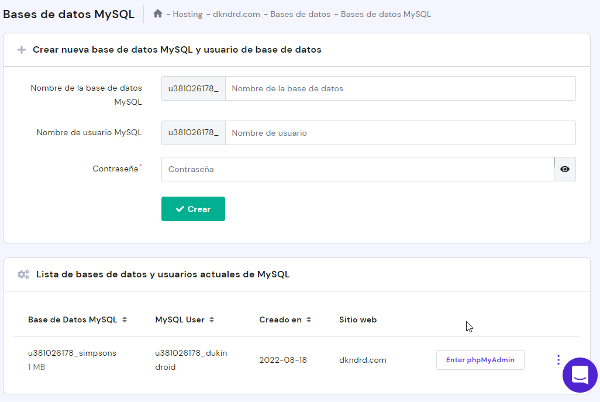 Bases de datos MySQL - Hosting - dkndrd.com - Bases de datos - Bases de datos MySQL
Crear nueva base de datos MySQL y usuario de base de datos
Nombre de la base de datos MySQL
u381026178_ Nombre de la base de datos
Nombre de usuario MySQL u381026178_ Nombre de usuario
Contraseña * Contraseña
Crear
Lista de bases de datos y usuarios actuales de MySQL
Base de Datos MySQL MySQL User Creado en Sitio web
u381026178_simpsons u381026178_dukin 2022-08-18 dkndrd.com Enter phpMyAdmin
1 MB droid